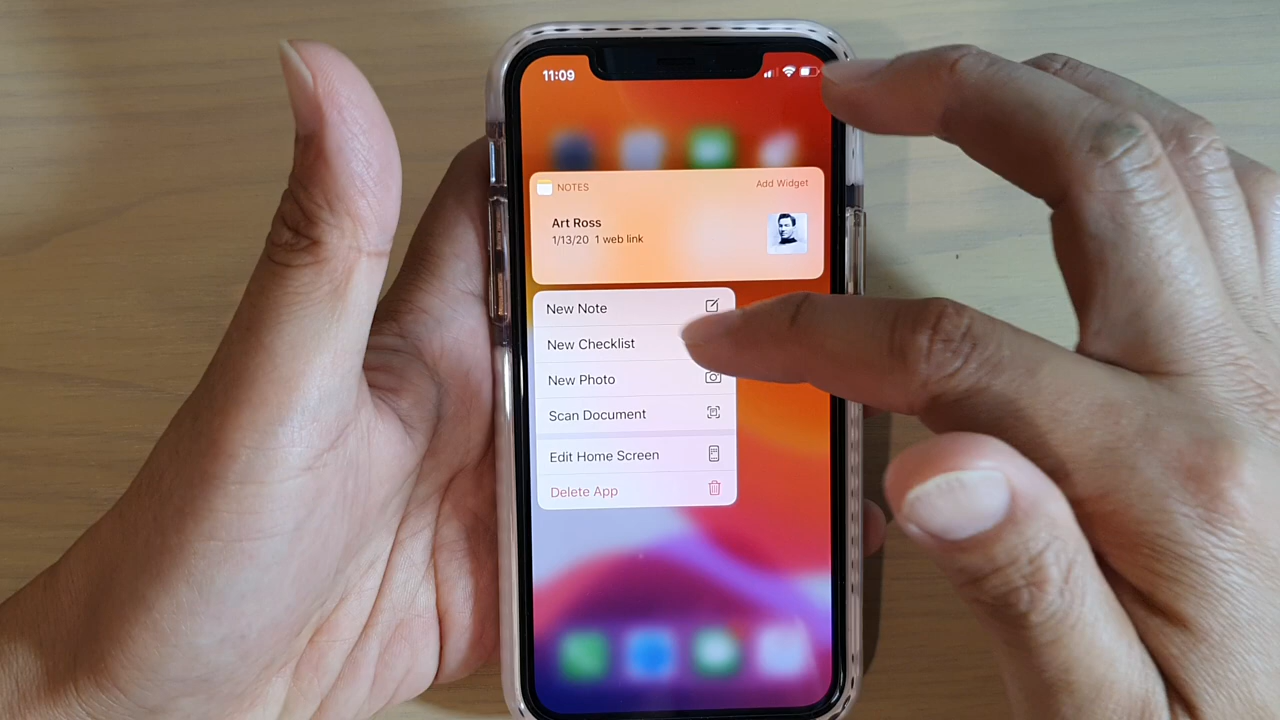 11:09
NOTES
Add Widget
Art Ross
1/13/20 1 web link
New Note
New Checklist
New Photo
Scan Document
Edit Home Screen
Delete App